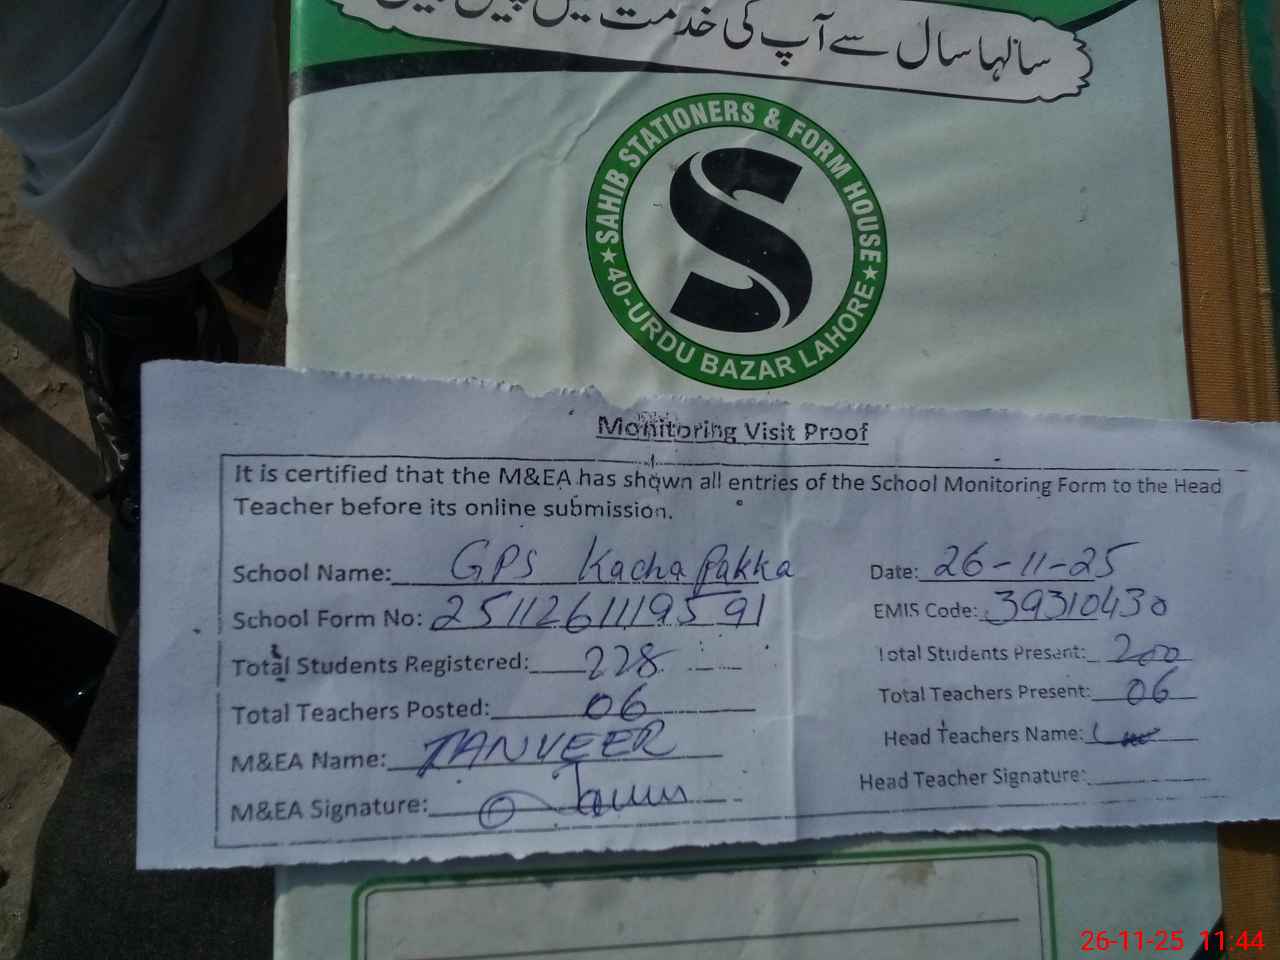 سالہا سال سے آپ کی خدمت میں
SAHIB STATIONERS & FORM HOUSE
40-URDU BAZAR LAHORE
S
Monitoring Visit Proof
It is certified that the M&EA has shown all entries of the School Monitoring Form to the Head
Teacher before its online submission.
School Name: GPS Kacha Pakka Date: 26-11-25
School Form No: 25112611119591 EMIS Code: 39310430
Total Students Registered: 228 Total Students Present: 200
Total Teachers Posted: 06 Total Teachers Present: 06
M&EA Name: TANVEER Head Teachers Name:
M&EA Signature: Head Teacher Signature:
26-11-25 11:44